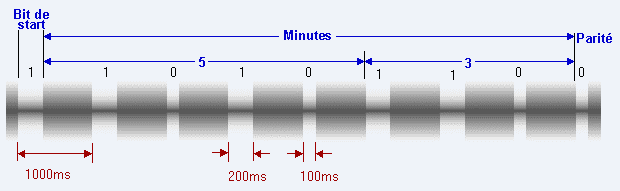 Bit de
start
Minutes
Parité
5
3
1 1 0 1 0 1 1 0 0
1000ms
200ms
100ms